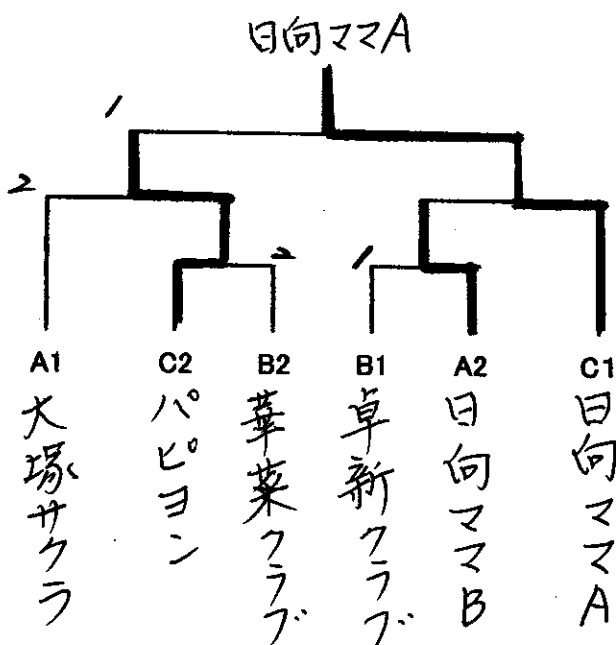 日向ママA
1
2
2
1
A1
C2
B2
B1
A2
C1
大塚サクラ
パピヨン
華菜クラブ
卓新クラブ
日向ママB
日向ママA